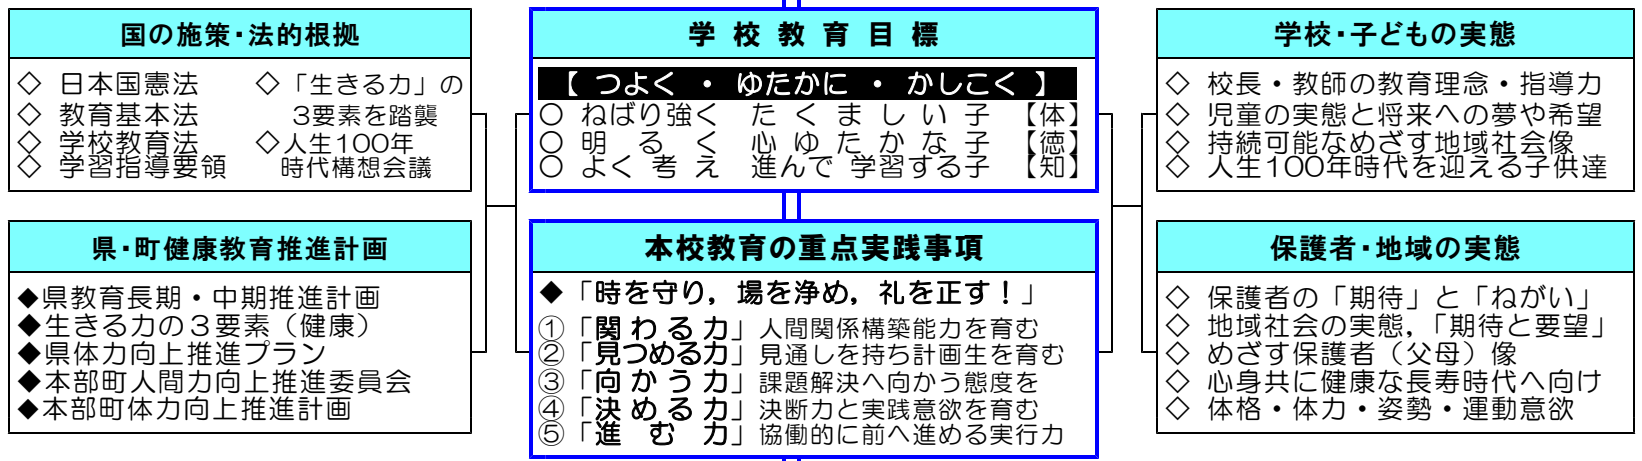 国の施策・法的根拠
◇ 日本国憲法
◇ 教育基本法
◇ 学校教育法
◇ 学習指導要領
◇「生きる力」の
3要素を踏襲
◇人生100年
時代構想会議
県・町健康教育推進計画
◆県教育長期・中期推進計画
◆生きる力の３要素（健康）
◆県体力向上推進プラン
◆本部町人間力向上推進委員会
◆本部町体力向上推進計画
学 校 教 育 目 標
【 つよく ・ ゆたかに ・ かしこく 】
○ ねばり強く た く ま し い 子 【体】
○ 明 る く 心 ゆ た か な 子 【徳】
○ よく 考 え 進んで 学習する子 【知】
本校教育の重点実践事項
◆「時を守り，場を浄め，礼を正す！」
①「関 わ る 力」人間関係構築能力を育む
②「見つめる力」見通しを持ち計画生を育む
③「向 か う 力」課題解決へ向かう態度を
④「決 め る 力」決断力と実践意欲を育む
⑤「進 む 力」協働的に前へ進める実行力
学校・子どもの実態
◇ 校長・教師の教育理念・指導力
◇ 児童の実態と将来への夢や希望
◇ 持続可能なめざす地域社会像
◇ 人生100年時代を迎える子供達
保護者・地域の実態
◇ 保護者の「期待」と「ねがい」
◇ 地域社会の実態，「期待と要望」
◇ めざす保護者（父母）像
◇ 心身共に健康な長寿時代へ向け
◇ 体格・体力・姿勢・運動意欲